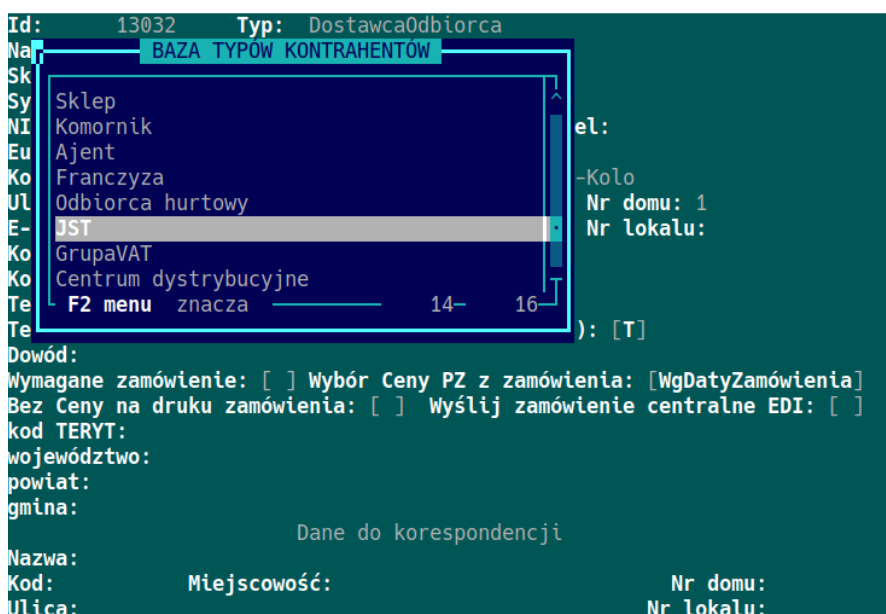 Id: 13032 Typ: DostawcaOdbiorca
Na BAZA TYPÓW KONTRAHENTÓW
Sk
Sy Sklep
NI Komornik el:
Eu Ajent
Ko Franczyza -Kolo
Ul Odbiorca hurtowy Nr domu: 1
E- JST Nr lokalu:
Ko GrupaVAT
Ko Centrum dystrybucyjne
Te F2 menu znacza 14- 16
Te ): [T]
Dowód:
Wymagane zamówienie: [ ] Wybór Ceny PZ z zamówienia: [WgDatyZamówienia]
Bez Ceny na druku zamówienia: [ ] Wyślij zamówienie centralne EDI: [ ]
kod TERYT:
województwo:
powiat:
gmina:
Dane do korespondencji
Nazwa:
Kod: Miejscowość: Nr domu:
Ulica: Nr lokalu: